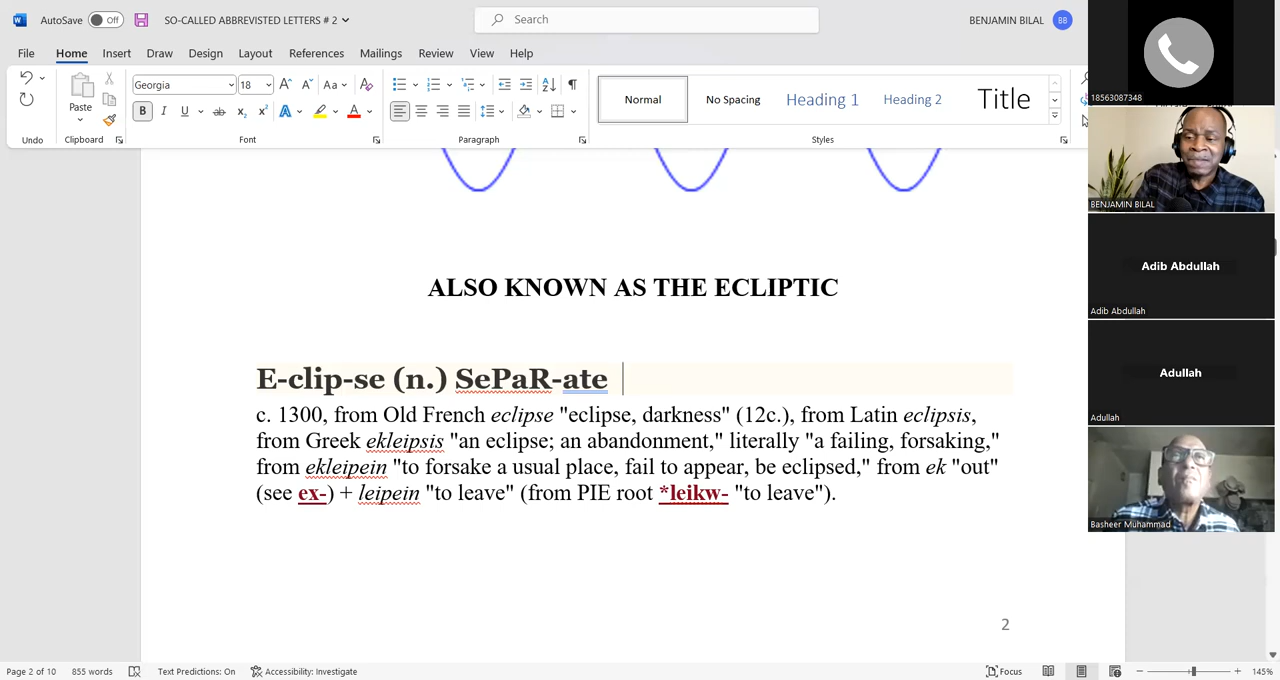 AutoSave Off SO-CALLED ABBREVISTED LETTERS # 2 Search BENJAMIN BILAL BB
File Home Insert Draw Design Layout References Mailings Review View Help
Georgia 18 Aa
Paste
B I U ab x₂ x² A A
Normal No Spacing Heading 1 Heading 2 Title
Undo Clipboard Font Paragraph Styles
ALSO KNOWN AS THE ECLIPTIC
E-clip-se (n.) SePaR-ate
c. 1300, from Old French eclipse "eclipse, darkness" (12c.), from Latin eclipsis,
from Greek ekleipsis "an eclipse; an abandonment," literally "a failing, forsaking,"
from ekleipein "to forsake a usual place, fail to appear, be eclipsed," from ek "out"
(see ex-) + leipein "to leave" (from PIE root *leikw- "to leave").
2
18563087348
BENJAMIN BILAL
Adib Abdullah
Adib Abdullah
Adullah
Adullah
Basheer Muhammad
Page 2 of 10 855 words Text Predictions: On Accessibility: Investigate Focus 145%